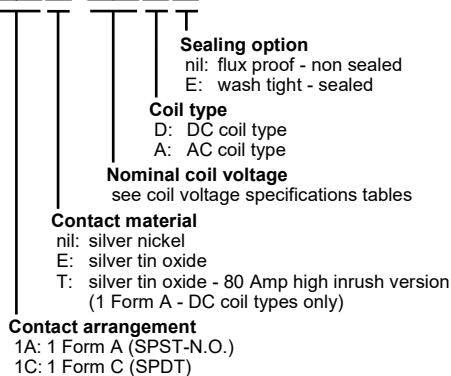 Sealing option
nil: flux proof - non sealed
E: wash tight - sealed
Coil type
D: DC coil type
A: AC coil type
Nominal coil voltage
see coil voltage specifications tables
Contact material
nil: silver nickel
E: silver tin oxide
T: silver tin oxide - 80 Amp high inrush version
(1 Form A - DC coil types only)
Contact arrangement
1A: 1 Form A (SPST-N.O.)
1C: 1 Form C (SPDT)